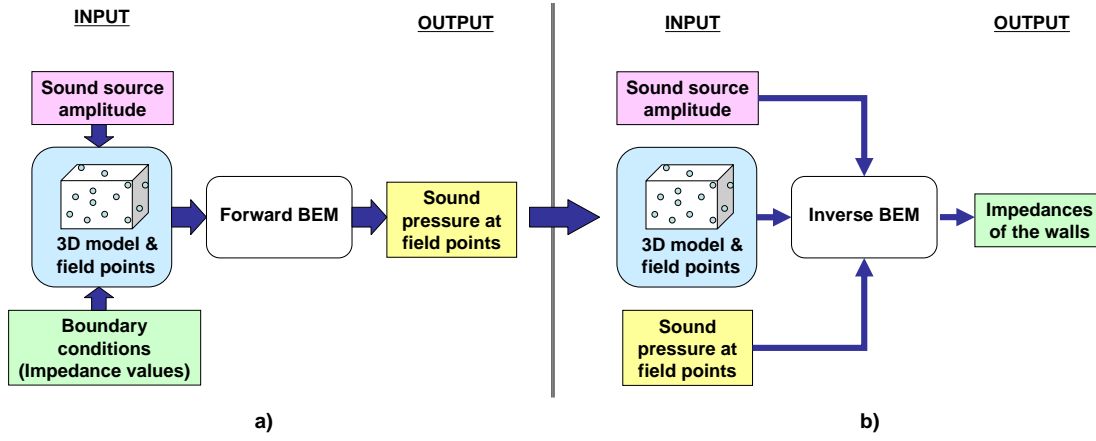 INPUT
OUTPUT
Sound source
amplitude
3D model &
field points
Boundary
conditions
(Impedance values)
Forward BEM
Sound
pressure at
field points
a)
INPUT
OUTPUT
Sound source
amplitude
3D model &
field points
Sound
pressure at
field points
Inverse BEM
Impedances
of the walls
b)